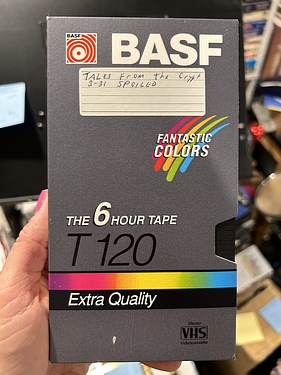 BASF
BASF
TALES FROM THE Crypt
3-31 SPOILED
FANTASTIC
COLORS
THE 6 HOUR TAPE
T 120
Extra Quality
VHS
Videocassette